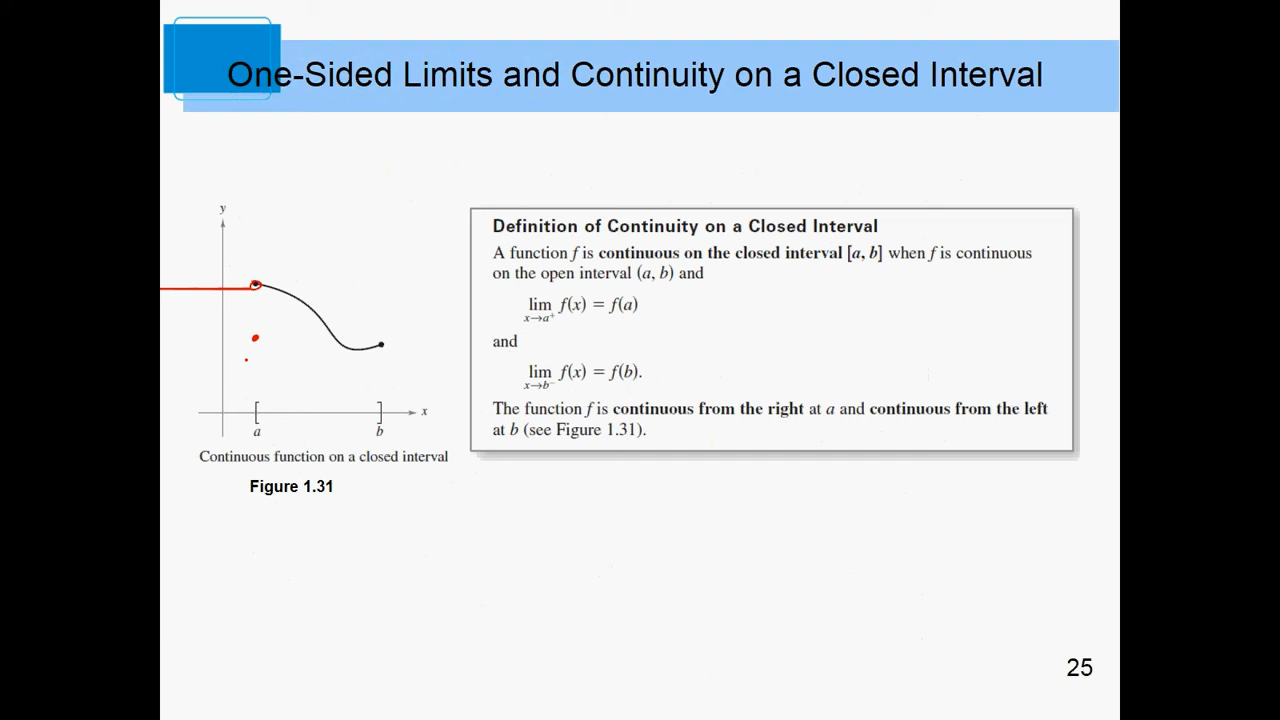 One-Sided Limits and Continuity on a Closed Interval
y
x
[ ]
a b
Continuous function on a closed interval
Figure 1.31
Definition of Continuity on a Closed Interval
A function f is continuous on the closed interval [a, b] when f is continuous
on the open interval (a, b) and
lim f(x) = f(a)
x→a⁺
and
lim f(x) = f(b).
x→b⁻
The function f is continuous from the right at a and continuous from the left
at b (see Figure 1.31).
25